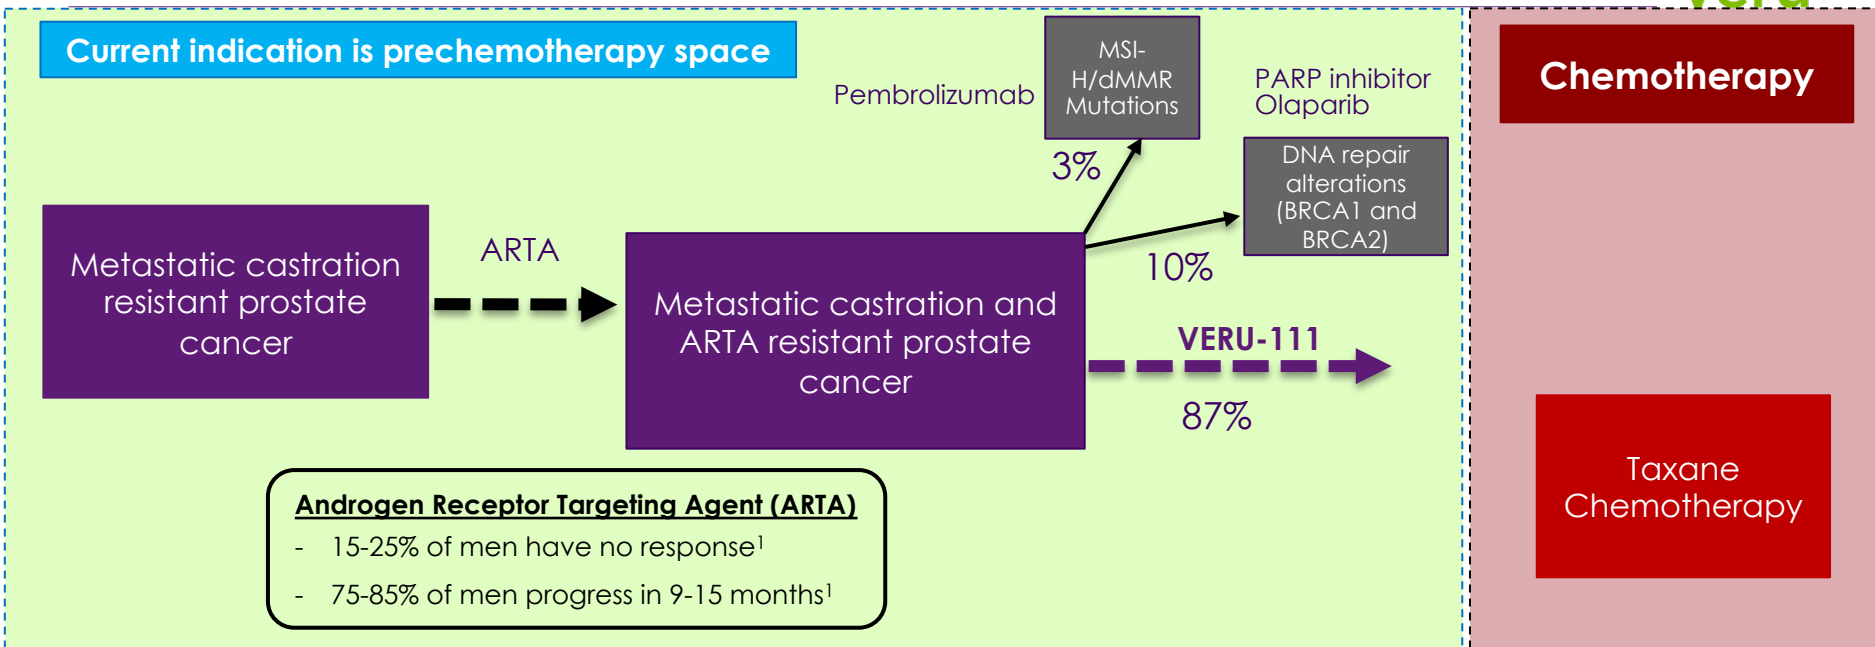 veru
Current indication is prechemotherapy space
Pembrolizumab
MSI-
H/dMMR
Mutations
3%
PARP inhibitor
Olaparib
DNA repair
alterations
(BRCA1 and
BRCA2)
10%
Metastatic castration
resistant prostate
cancer
ARTA
Metastatic castration and
ARTA resistant prostate
cancer
VERU-111
87%
Androgen Receptor Targeting Agent (ARTA)
- 15-25% of men have no response¹
- 75-85% of men progress in 9-15 months¹
Chemotherapy
Taxane
Chemotherapy